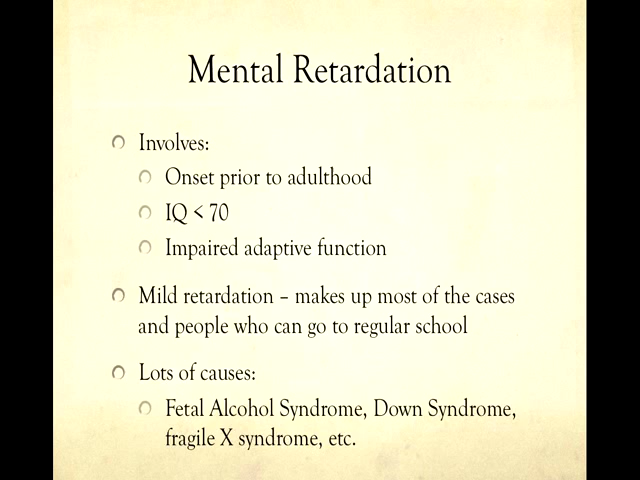 Mental Retardation
Involves:
Onset prior to adulthood
IQ < 70
Impaired adaptive function
Mild retardation – makes up most of the cases
and people who can go to regular school
Lots of causes:
Fetal Alcohol Syndrome, Down Syndrome,
fragile X syndrome, etc.